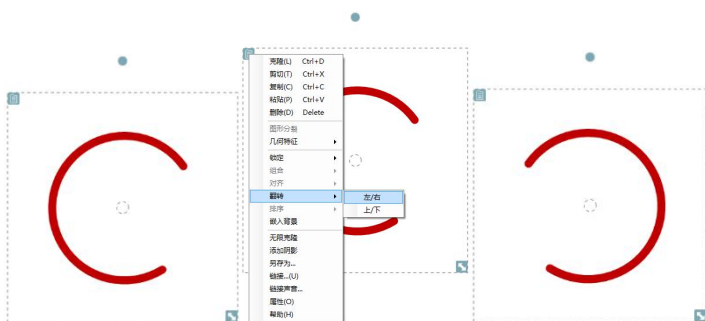 克隆(L) Ctrl+D
剪切(T) Ctrl+X
复制(C) Ctrl+C
粘贴(P) Ctrl+V
删除(D) Delete
图形分割
几何特征
锁定
组合
对齐
翻转
左/右
排序
上/下
嵌入背景
无限克隆
添加阴影
另存为...
链接...(U)
链接声音...
属性(O)
帮助(H)